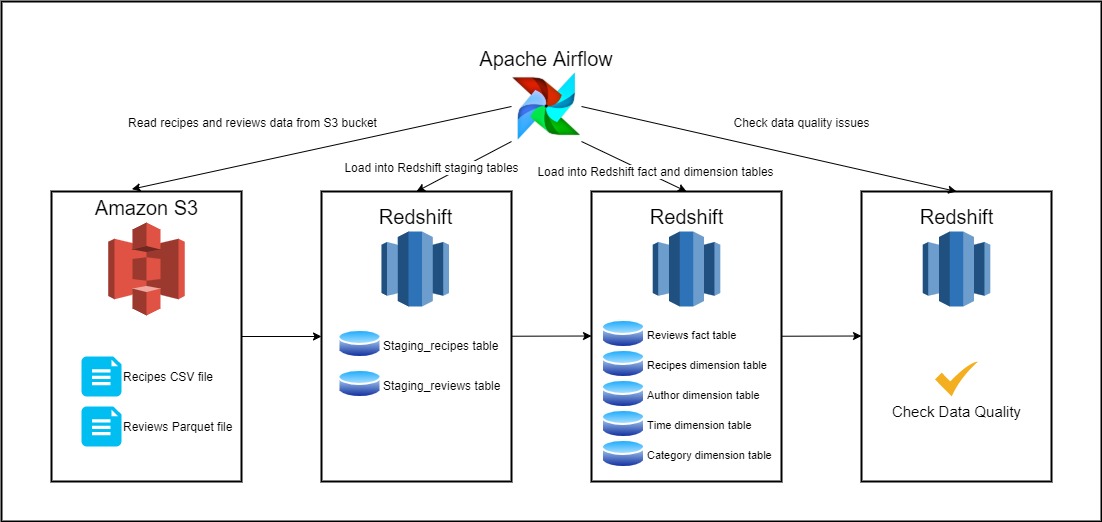 Apache Airflow
Read recipes and reviews data from S3 bucket
Check data quality issues
Load into Redshift staging tables
Load into Redshift fact and dimension tables
Amazon S3
Recipes CSV file
Reviews Parquet file
Redshift
Staging_recipes table
Staging_reviews table
Redshift
Reviews fact table
Recipes dimension table
Author dimension table
Time dimension table
Category dimension table
Redshift
Check Data Quality